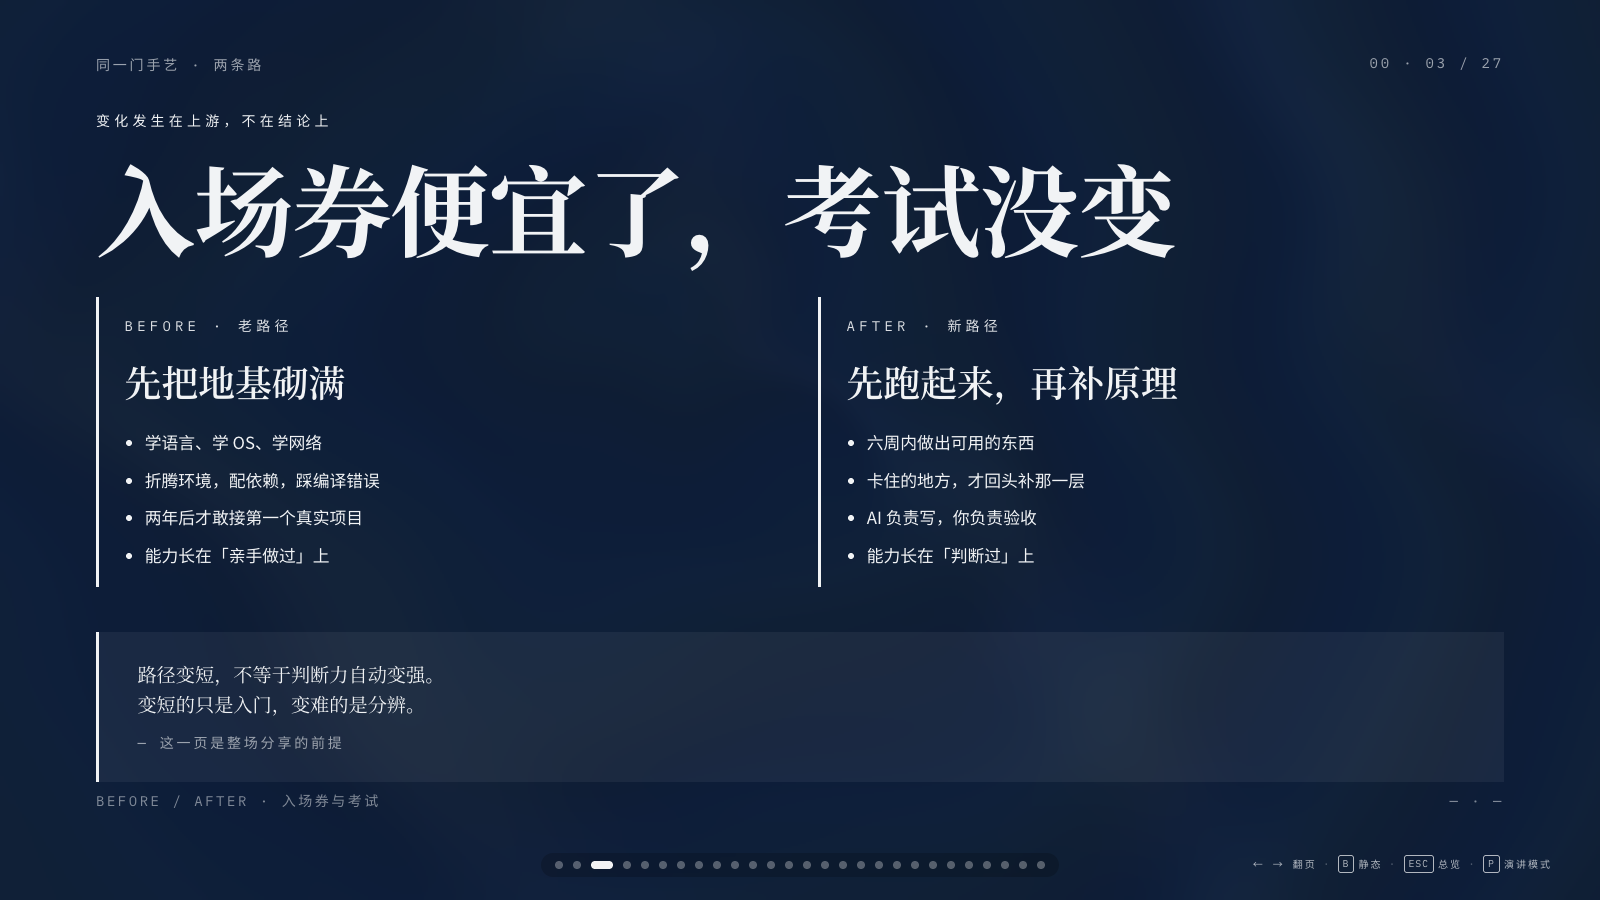 同一门手艺 · 两条路
00 · 03 / 27
变化发生在上游，不在结论上
入场券便宜了，考试没变
BEFORE · 老路径
先把地基砌满
• 学语言、学 OS、学网络
• 折腾环境，配依赖，踩编译错误
• 两年后才敢接第一个真实项目
• 能力长在「亲手做过」上
AFTER · 新路径
先跑起来，再补原理
• 六周内做出可用的东西
• 卡住的地方，才回头补那一层
• AI 负责写，你负责验收
• 能力长在「判断过」上
路径变短，不等于判断力自动变强。
变短的只是入门，变难的是分辨。
— 这一页是整场分享的前提
BEFORE / AFTER · 入场券与考试
— · —
← → 翻页 · B 静态 · ESC 总览 · P 演讲模式